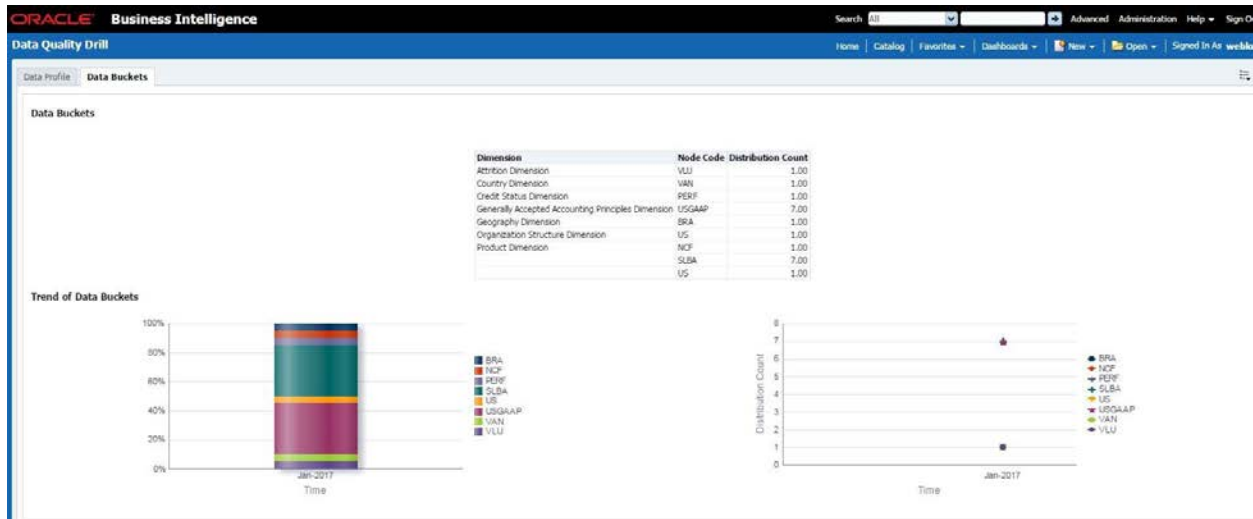 ORACLE Business Intelligence
Search All Advanced Administration Help Sign O
Data Quality Drill
Home Catalog Favorites Dashboards New Open Signed In As weblo
Data Profile Data Buckets
Data Buckets
Dimension Node Code Distribution Count
Attrition Dimension VLU 1.00
Country Dimension VAN 1.00
Credit Status Dimension PERF 1.00
Generally Accepted Accounting Principles Dimension USGAAP 7.00
Geography Dimension BRA 1.00
Organization Structure Dimension US 1.00
Product Dimension NCF 1.00
SLBA 7.00
US 1.00
Trend of Data Buckets
100%
80%
60%
40%
20%
0%
Jan-2017
Time
BRA
NCF
PERF
SLBA
US
USGAAP
VAN
VLU
Distribution Count
8
7
6
5
4
3
2
1
0
Jan-2017
Time
BRA
NCF
PERF
SLBA
US
USGAAP
VAN
VLU